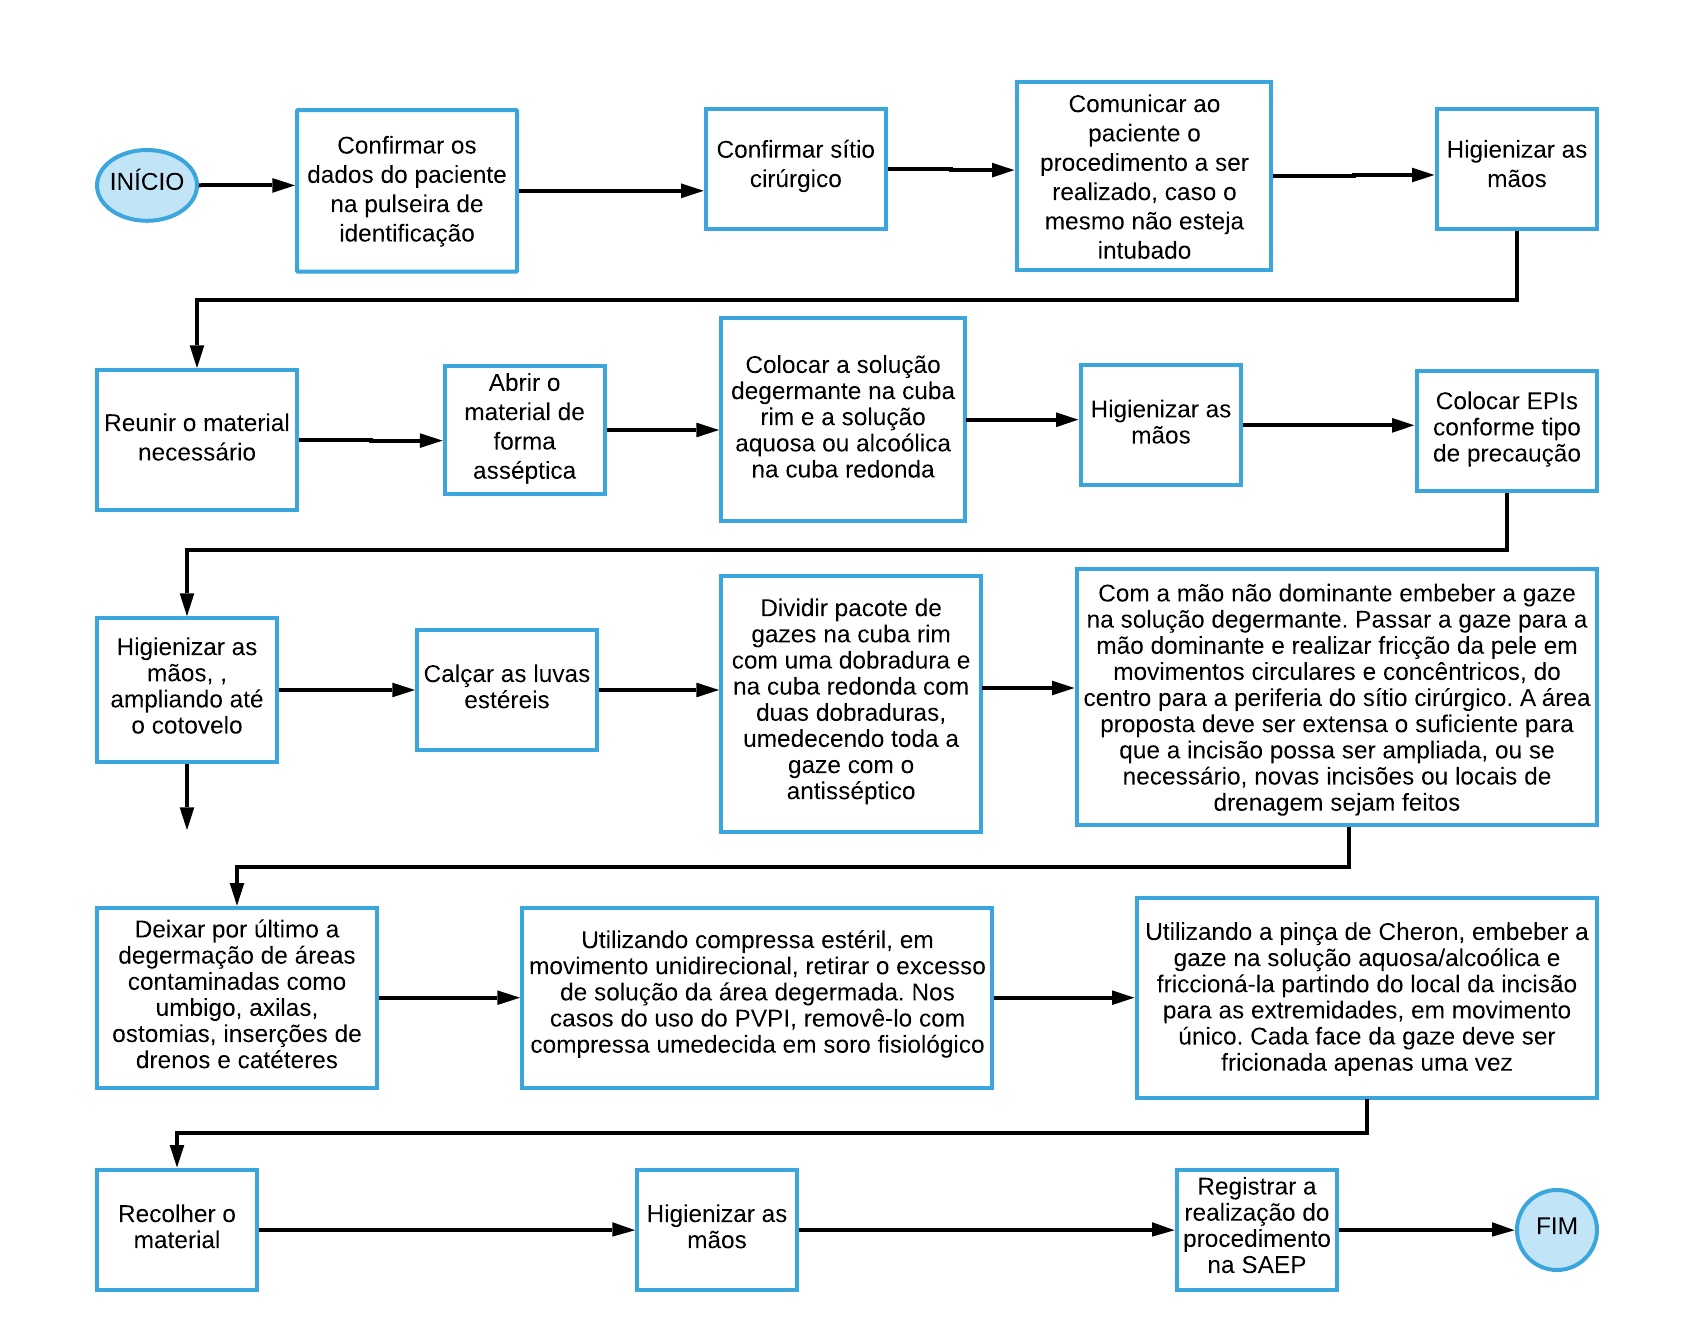 INÍCIO
Confirmar os
dados do paciente
na pulseira de
identificação
Confirmar sítio
cirúrgico
Comunicar ao
paciente o
procedimento a ser
realizado, caso o
mesmo não esteja
intubado
Higienizar as
mãos
Reunir o material
necessário
Abrir o
material de
forma
asséptica
Colocar a solução
degermante na cuba
rim e a solução
aquosa ou alcoólica
na cuba redonda
Higienizar as
mãos
Colocar EPIs
conforme tipo
de precaução
Higienizar as
mãos, ,
ampliando até
o cotovelo
Calçar as luvas
estéreis
Dividir pacote de
gazes na cuba rim
com uma dobradura e
na cuba redonda com
duas dobraduras,
umedecendo toda a
gaze com o
antisséptico
Com a mão não dominante embeber a gaze
na solução degermante. Passar a gaze para a
mão dominante e realizar fricção da pele em
movimentos circulares e concêntricos, do
centro para a periferia do sítio cirúrgico. A área
proposta deve ser extensa o suficiente para
que a incisão possa ser ampliada, ou se
necessário, novas incisões ou locais de
drenagem sejam feitos
Deixar por último a
degermação de áreas
contaminadas como
umbigo, axilas,
ostomias, inserções de
drenos e catéteres
Utilizando compressa estéril, em
movimento unidirecional, retirar o excesso
de solução da área degermada. Nos
casos do uso do PVPI, removê-lo com
compressa umedecida em soro fisiológico
Utilizando a pinça de Cheron, embeber a
gaze na solução aquosa/alcoólica e
friccioná-la partindo do local da incisão
para as extremidades, em movimento
único. Cada face da gaze deve ser
fricionada apenas uma vez
Recolher o
material
Higienizar as
mãos
Registrar a
realização do
procedimento
na SAEP
FIM